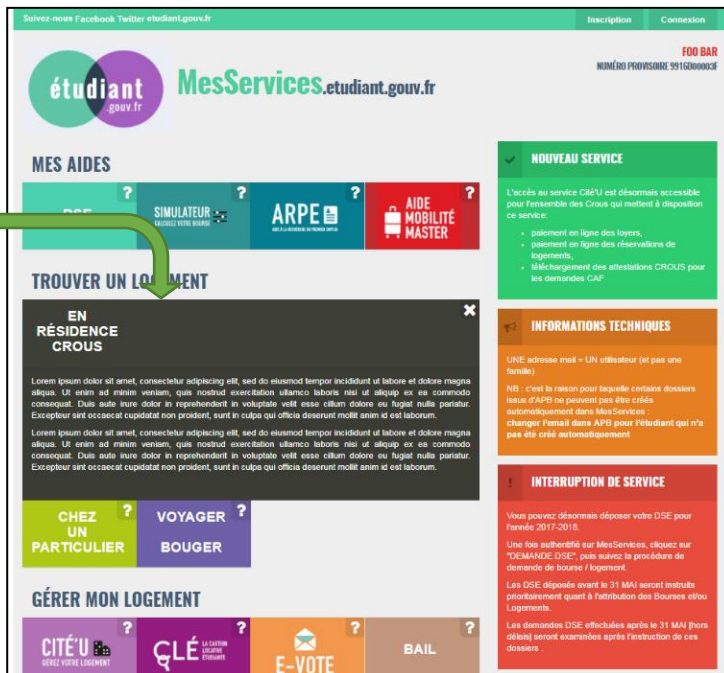 Suivez-nous Facebook Twitter etudiant.gouv.fr
Inscription
Connexion
FOO BAR
NUMÉRO PROVISOIRE 9916D00003F
étudiant
.gouv.fr
MesServices.etudiant.gouv.fr
MES AIDES
DSE
?
SIMULATEUR
CALCULEZ VOTRE BOURSE
?
ARPE
AIDE À LA RECHERCHE DU PREMIER EMPLOI
?
AIDE
MOBILITÉ
MASTER
?
TROUVER UN LOGEMENT
EN
RÉSIDENCE
CROUS
Lorem ipsum dolor sit amet, consectetur adipiscing elit, sed do eiusmod tempor incididunt ut labore et dolore magna
aliqua. Ut enim ad minim veniam, quis nostrud exercitation ullamco laboris nisi ut aliquip ex ea commodo
consequat. Duis aute irure dolor in reprehenderit in voluptate velit esse cillum dolore eu fugiat nulla pariatur.
Excepteur sint occaecat cupidatat non proident, sunt in culpa qui officia deserunt mollit anim id est laborum.
Lorem ipsum dolor sit amet, consectetur adipiscing elit, sed do eiusmod tempor incididunt ut labore et dolore magna
aliqua. Ut enim ad minim veniam, quis nostrud exercitation ullamco laboris nisi ut aliquip ex ea commodo
consequat. Duis aute irure dolor in reprehenderit in voluptate velit esse cillum dolore eu fugiat nulla pariatur.
Excepteur sint occaecat cupidatat non proident, sunt in culpa qui officia deserunt mollit anim id est laborum.
CHEZ
UN
PARTICULIER
?
VOYAGER
BOUGER
?
GÉRER MON LOGEMENT
CITÉ'U
GÉREZ VOTRE LOGEMENT
?
CLÉ
LA CAUTION
LOCATIVE
ÉTUDIANTE
?
E-VOTE
?
BAIL
?
NOUVEAU SERVICE
L'accès au service Cité'U est désormais accessible
pour l'ensemble des Crous qui mettent à disposition
ce service:
• paiement en ligne des loyers,
• paiement en ligne des réservations de
logements,
• téléchargement des attestations CROUS pour
les demandes CAF
INFORMATIONS TECHNIQUES
UNE adresse mail = UN utilisateur (et pas une
famille)
NB : c'est la raison pour laquelle certains dossiers
issus d'APB ne peuvent pas être créés
automatiquement dans MesServices :
changer l'email dans APB pour l'étudiant qui n'a
pas été créé automatiquement
INTERRUPTION DE SERVICE
Vous pouvez désormais déposer votre DSE pour
l'année 2017-2018.
Une fois authentifié sur MesServices, cliquez sur
"DEMANDE DSE", puis suivez la procédure de
demande de bourse / logement.
Les DSE déposés avant le 31 MAI seront instruits
prioritairement quant à l'attribution des Bourses et/ou
Logements.
Les demandes DSE effectuées après le 31 MAI [hors
délais] seront examinées après l'instruction de ces
dossiers .